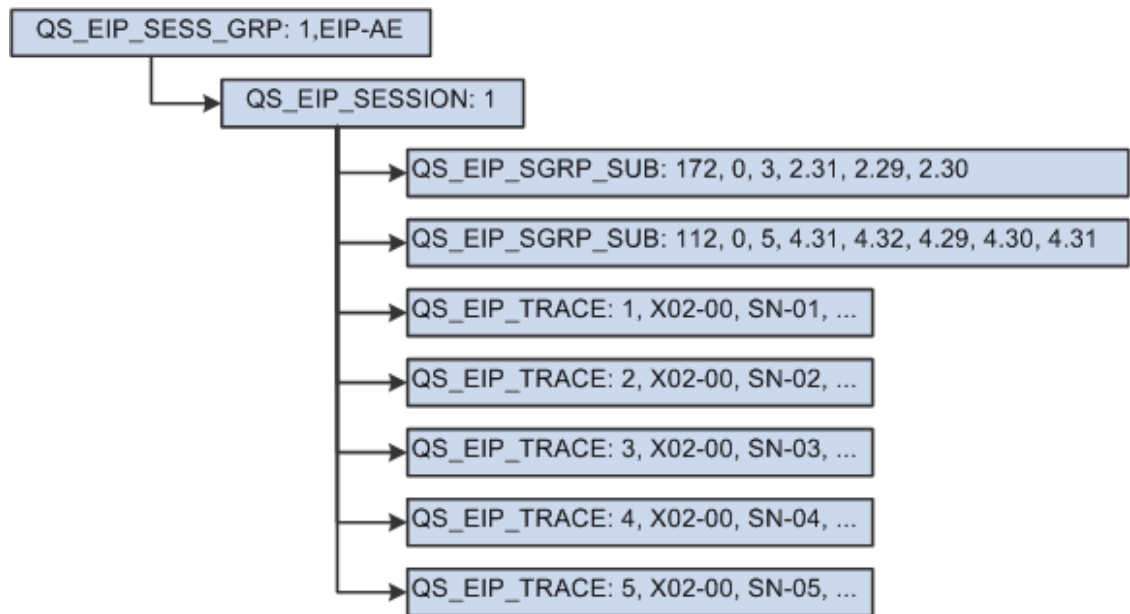 QS_EIP_SESS_GRP: 1,EIP-AE
QS_EIP_SESSION: 1
QS_EIP_SGRP_SUB: 172, 0, 3, 2.31, 2.29, 2.30
QS_EIP_SGRP_SUB: 112, 0, 5, 4.31, 4.32, 4.29, 4.30, 4.31
QS_EIP_TRACE: 1, X02-00, SN-01, ...
QS_EIP_TRACE: 2, X02-00, SN-02, ...
QS_EIP_TRACE: 3, X02-00, SN-03, ...
QS_EIP_TRACE: 4, X02-00, SN-04, ...
QS_EIP_TRACE: 5, X02-00, SN-05, ...